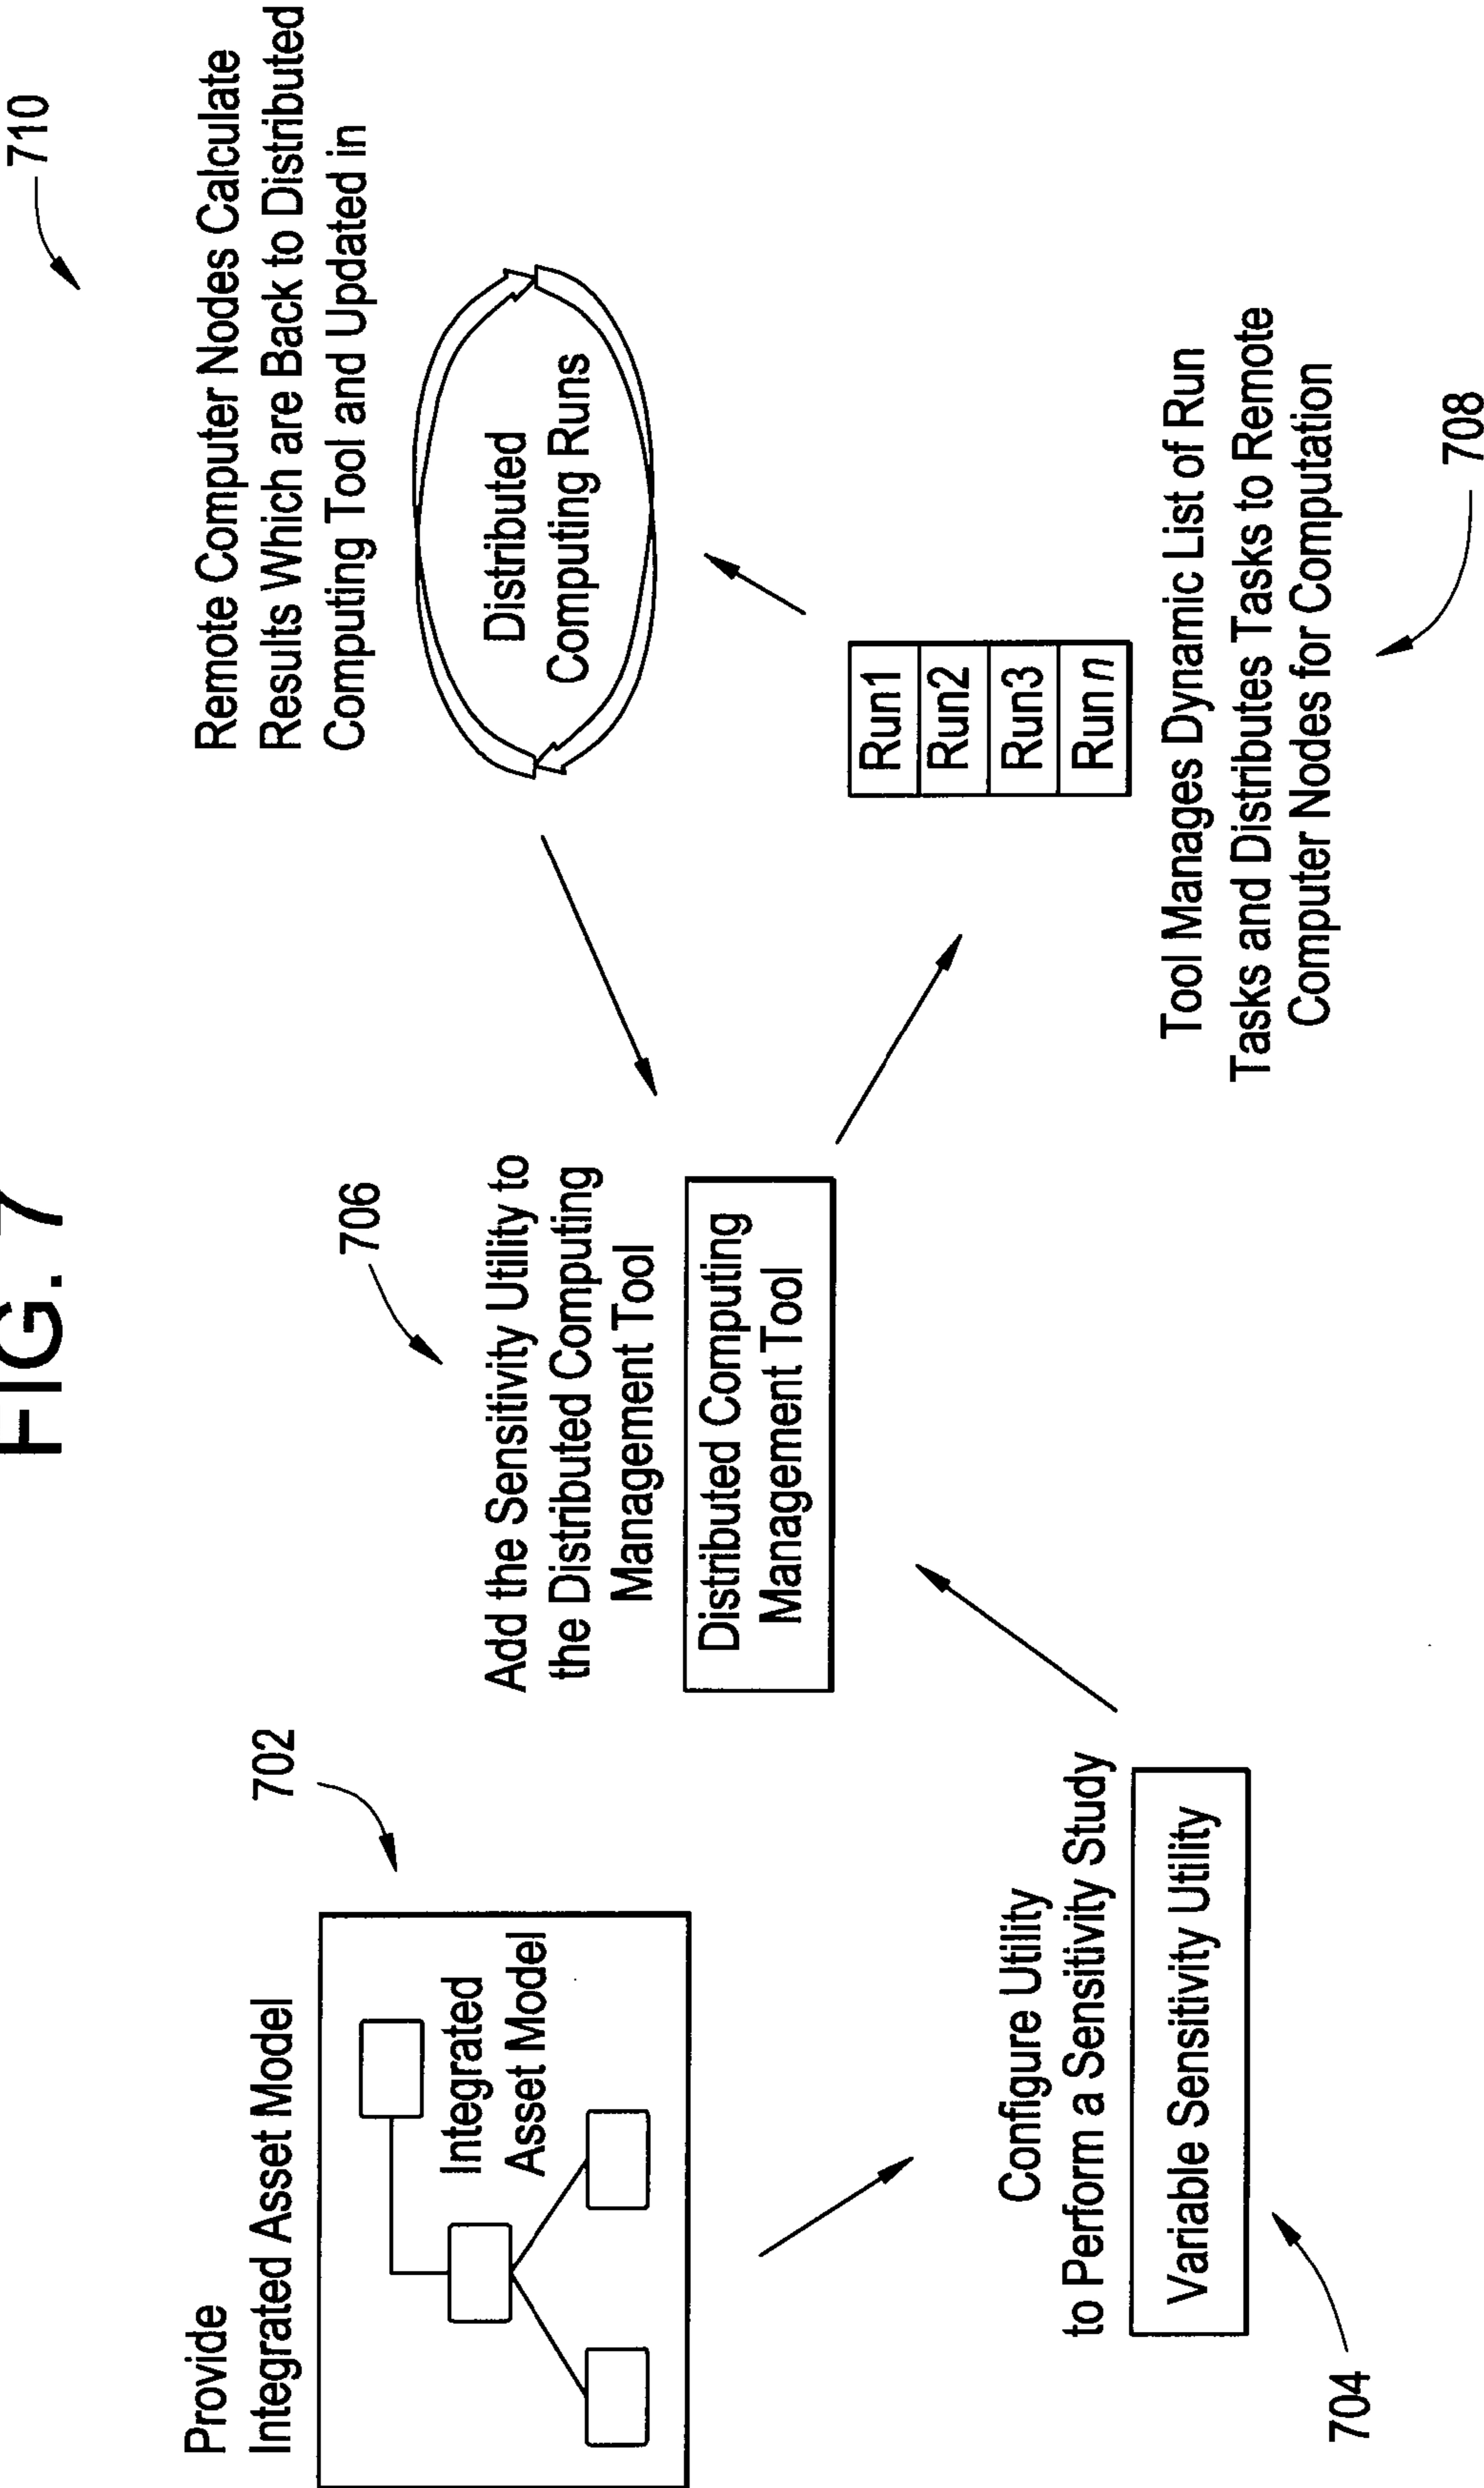 FIG. 7
Provide
Integrated Asset Model
702
Integrated
Asset Model
Configure Utility
to Perform a Sensitivity Study
Variable Sensitivity Utility
704
706
Add the Sensitivity Utility to
the Distributed Computing
Management Tool
Distributed Computing
Management Tool
710
Remote Computer Nodes Calculate
Results Which are Back to Distributed
Computing Tool and Updated in
Distributed
Computing Runs
Run1
Run2
Run3
Run n
Tool Manages Dynamic List of Run
Tasks and Distributes Tasks to Remote
Computer Nodes for Computation
708